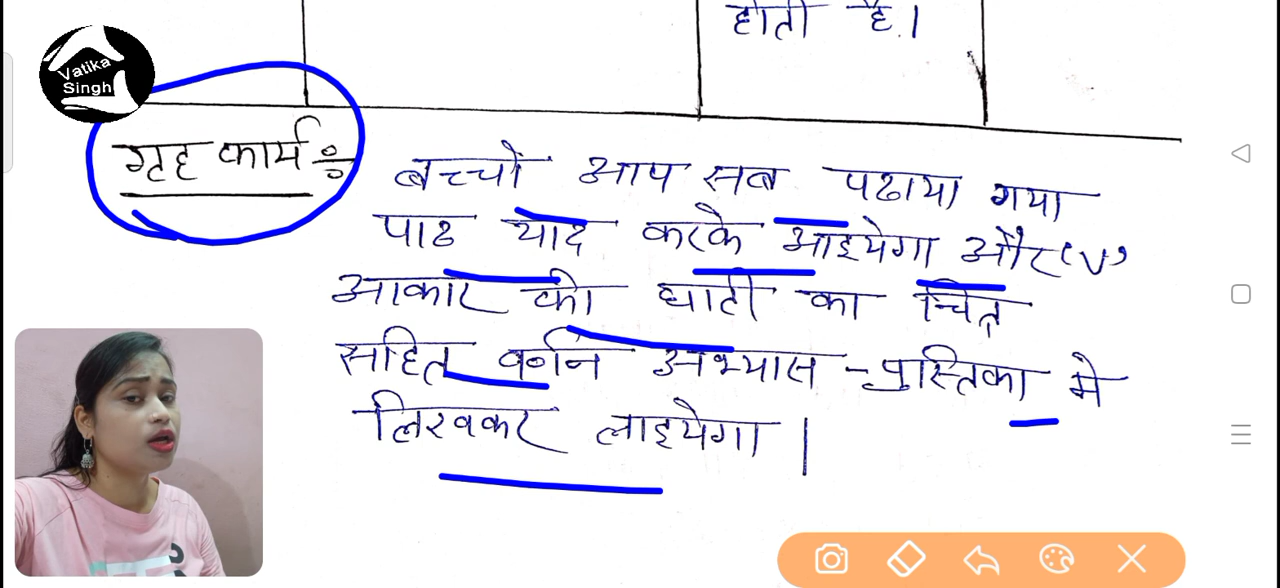 होती है।
Vatika
Singh
गृह कार्य ÷
बच्चों आप सब पढाया गया
पाठ याद करके आइयेगा और 'V'
आकार की घाटी का चित्र
सहित वर्णन अभ्यास - पुस्तिका मे
लिखकर लाइयेगा।